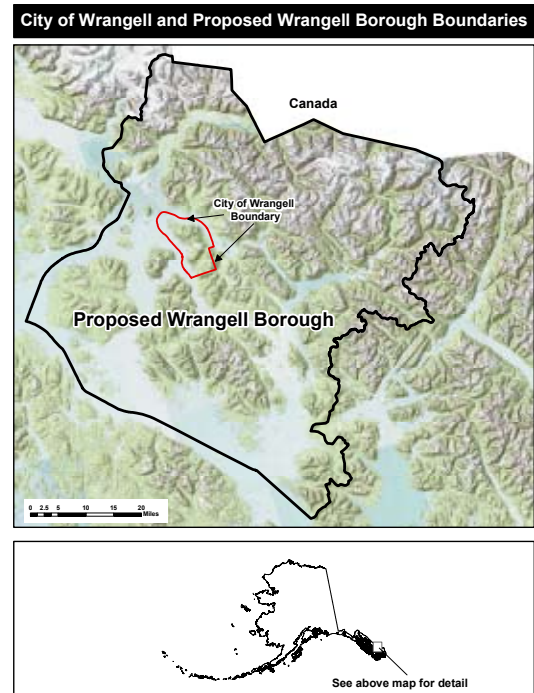 City of Wrangell and Proposed Wrangell Borough Boundaries
Canada
City of Wrangell
Boundary
Proposed Wrangell Borough
0 2.5 5 10 15 20
Miles
See above map for detail